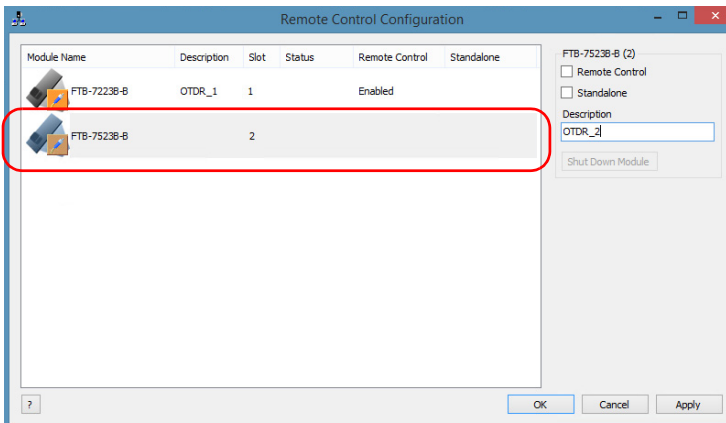 Remote Control Configuration
Module Name Description Slot Status Remote Control Standalone
FTB-7223B-B OTDR_1 1 Enabled
FTB-7523B-B 2
FTB-7523B-B (2)
Remote Control
Standalone
Description
OTDR_2
Shut Down Module
? OK Cancel Apply